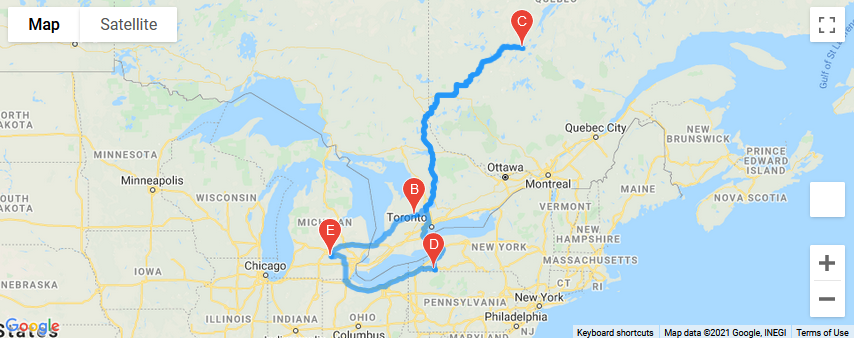 Map
Satellite
QUEBEC
C
Gulf of St
NORTH
DAKOTA
Quebec City
NEW
BRUNSWICK
PRINCE
EDWARD
ISLAND
MINNESOTA
Ottawa
Montreal
Minneapolis
WISCONSIN
B
MAINE
NOVA SCOTIA
SOUTH
DAKOTA
MICHIGAN
Toronto
VERMONT
E
D
NEW YORK
NEW
HAMPSHIRE
IOWA
Chicago
MASSACHUSETTS
NEBRASKA
CT
RI
PENNSYLVANIA
ILLINOIS
INDIANA
OHIO
New York
Columbus
Philadelphia
NJ
Google
States
Indianapolis
Keyboard shortcuts
Map data ©2021 Google, INEGI
Terms of Use